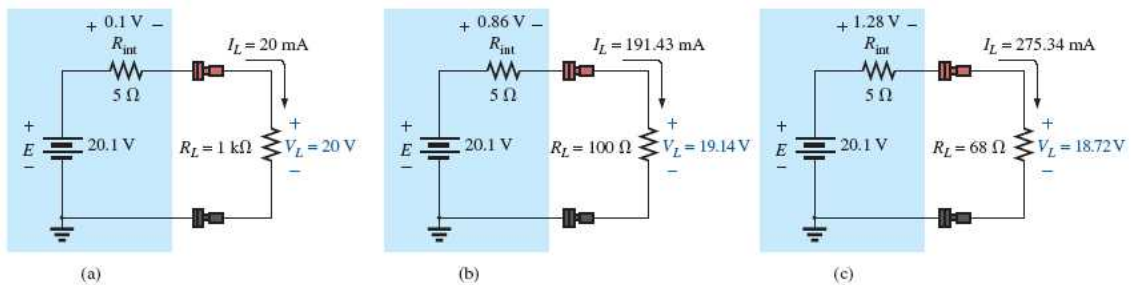 + 0.1 V –
R_int
I_L = 20 mA
5 Ω
+
E
–
20.1 V
R_L = 1 kΩ
+
V_L = 20 V
–
(a)
+ 0.86 V –
R_int
I_L = 191.43 mA
5 Ω
+
E
–
20.1 V
R_L = 100 Ω
+
V_L = 19.14 V
–
(b)
+ 1.28 V –
R_int
I_L = 275.34 mA
5 Ω
+
E
–
20.1 V
R_L = 68 Ω
+
V_L = 18.72 V
–
(c)